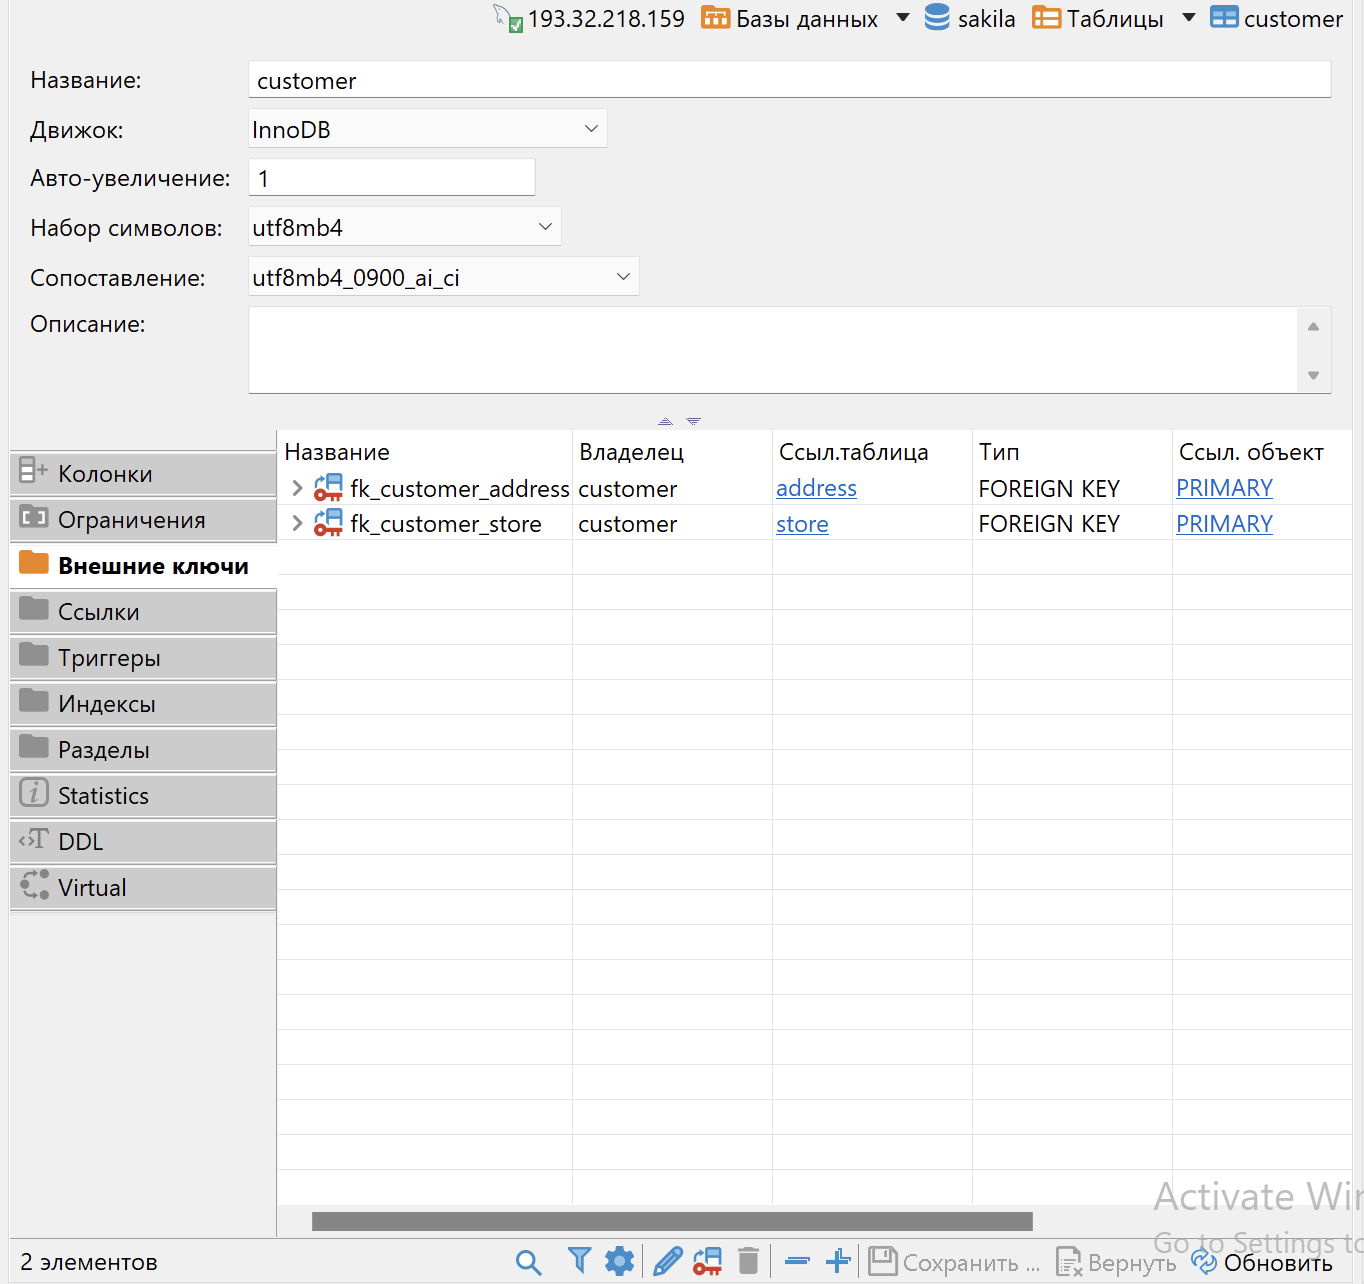 193.32.218.159 Базы данных sakila Таблицы customer
Название: customer
Движок: InnoDB
Авто-увеличение: 1
Набор символов: utf8mb4
Сопоставление: utf8mb4_0900_ai_ci
Описание:
Колонки
Ограничения
Внешние ключи
Ссылки
Триггеры
Индексы
Разделы
Statistics
DDL
Virtual
Название Владелец Ссыл.таблица Тип Ссыл. объект
fk_customer_address customer address FOREIGN KEY PRIMARY
fk_customer_store customer store FOREIGN KEY PRIMARY
Activate Win
Go to Settings to
2 элементов Сохранить ... Вернуть Обновить